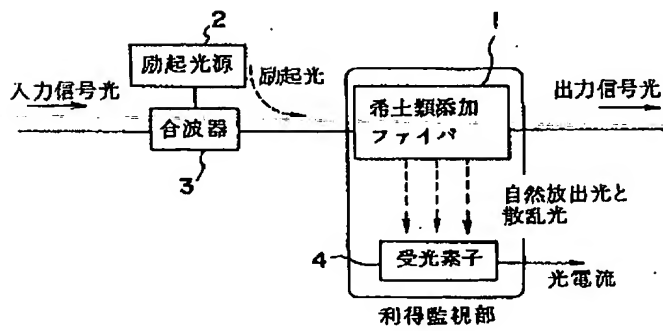 2
1
励起光源
励起光
入力信号光
合波器
3
希土類添加
ファイバ
出力信号光
自然放出光と
散乱光
4
受光素子
光電流
利得監視部